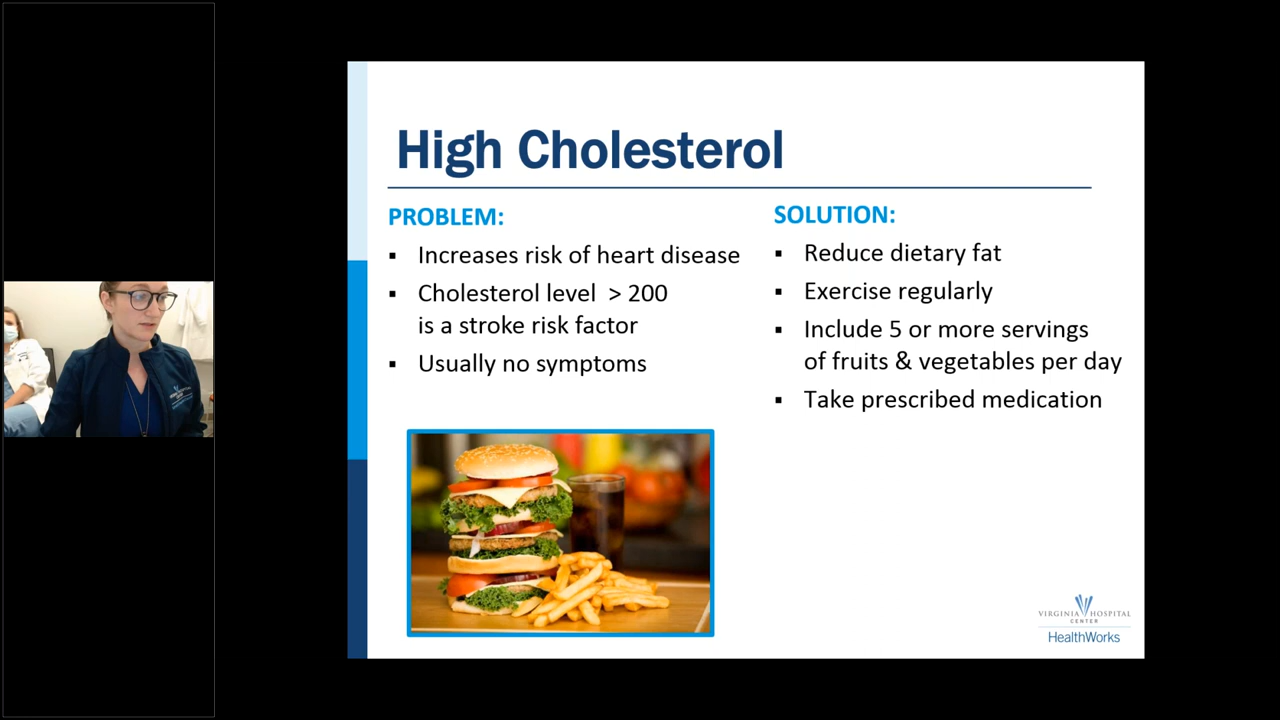 High Cholesterol
PROBLEM:
▪ Increases risk of heart disease
▪ Cholesterol level > 200
is a stroke risk factor
▪ Usually no symptoms
SOLUTION:
▪ Reduce dietary fat
▪ Exercise regularly
▪ Include 5 or more servings
of fruits & vegetables per day
▪ Take prescribed medication
VIRGINIA HOSPITAL
CENTER
HealthWorks